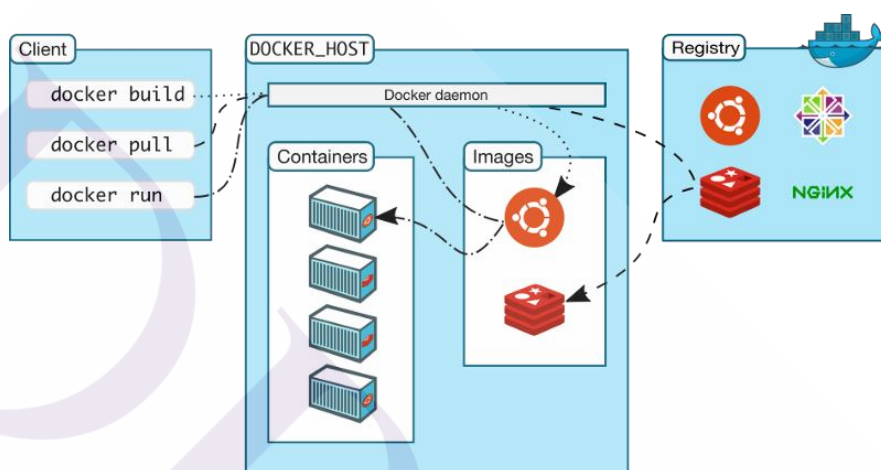 Client
docker build
docker pull
docker run
DOCKER_HOST
Docker daemon
Containers
Images
Registry
NGiNX